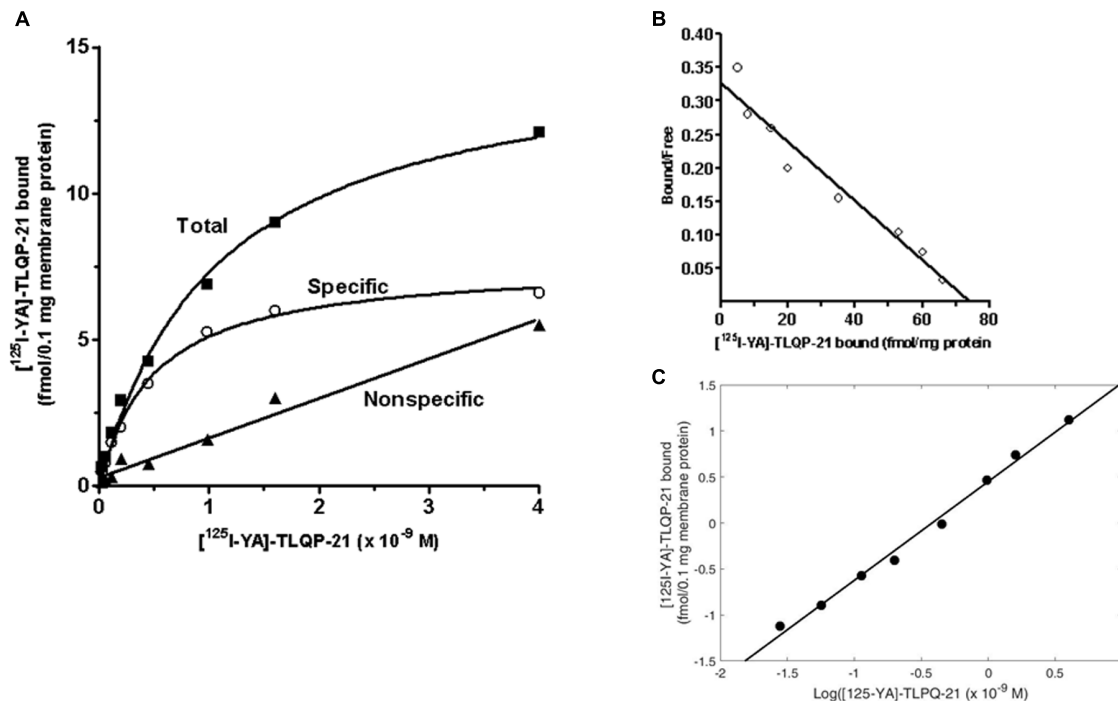 A
15
10
5
0
0
1
2
3
4
Total
Specific
Nonspecific
[¹²⁵I-YA]-TLQP-21 bound
(fmol/0.1 mg membrane protein)
[¹²⁵I-YA]-TLQP-21 (x 10⁻⁹ M)
B
0.40
0.35
0.30
0.25
0.20
0.15
0.10
0.05
0
20
40
60
80
Bound/Free
[¹²⁵I-YA]-TLQP-21 bound (fmol/mg protein
C
1.5
1
0.5
0
-0.5
-1
-1.5
-2
-1.5
-1
-0.5
0
0.5
[125I-YA]-TLQP-21 bound
(fmol/0.1 mg membrane protein)
Log([125-YA]-TLPQ-21 (x 10⁻⁹ M)